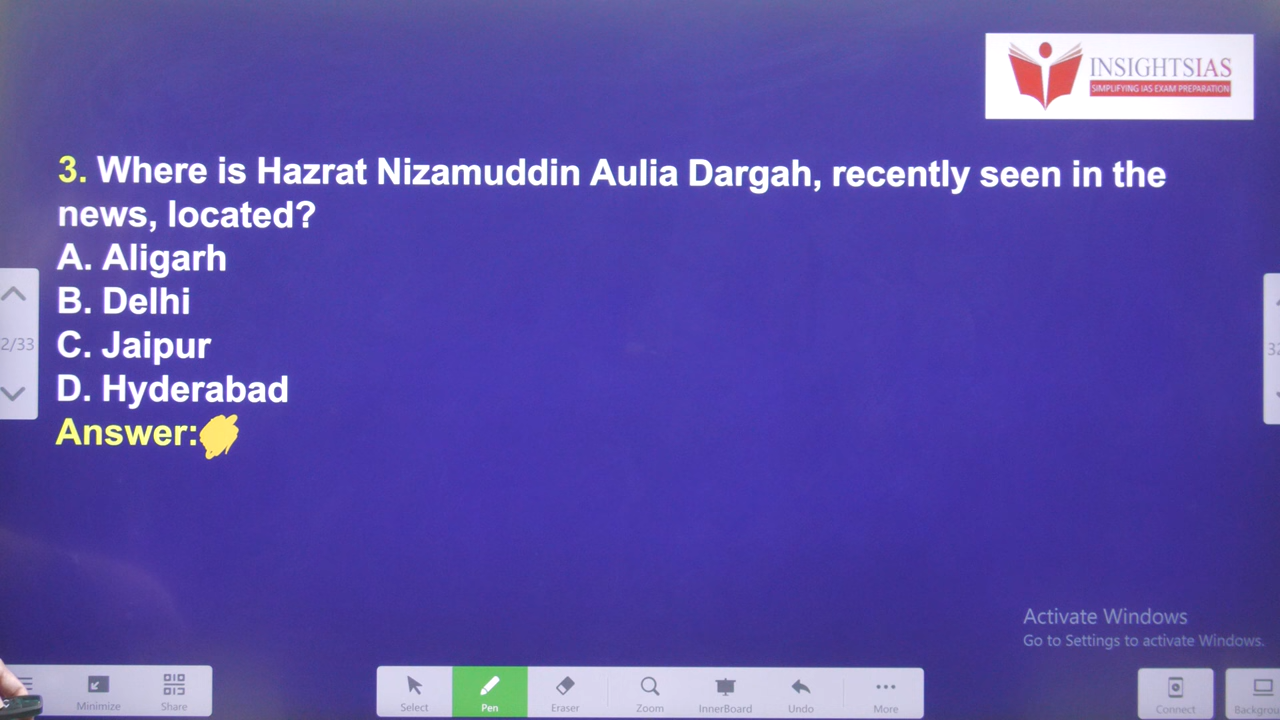 INSIGHTSIAS
SIMPLIFYING IAS EXAM PREPARATION
3. Where is Hazrat Nizamuddin Aulia Dargah, recently seen in the
news, located?
A. Aligarh
B. Delhi
C. Jaipur
D. Hyderabad
Answer:
2/33
32
Activate Windows
Go to Settings to activate Windows.
Minimize
Share
Select
Pen
Eraser
Zoom
InnerBoard
Undo
More
Connect
Backgrou